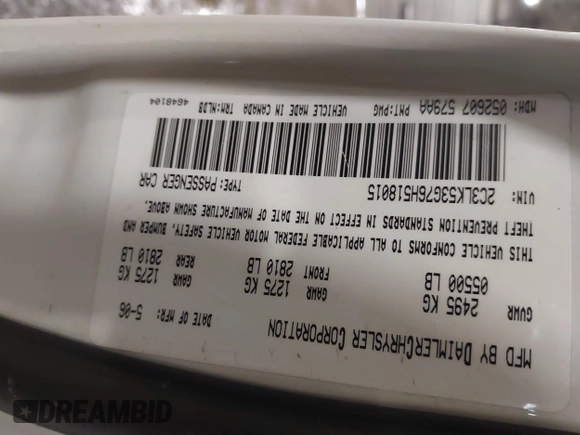 MFD BY DAIMLERCHRYSLER CORPORATION
DATE OF MFR: 5-06
GVWR 2495 KG 05500 LB
GAWR FRONT 1275 KG 2810 LB
GAWR REAR 1275 KG 2810 LB
THIS VEHICLE CONFORMS TO ALL APPLICABLE FEDERAL MOTOR VEHICLE SAFETY, BUMPER AND
THEFT PREVENTION STANDARDS IN EFFECT ON THE DATE OF MANUFACTURE SHOWN ABOVE.
VIN: 2C3LK53G76H518015 TYPE: PASSENGER CAR
MDH: 052607 579AA PNT: PWG VEHICLE MADE IN CANADA TRM: NLDB 4648104
DREAMBID